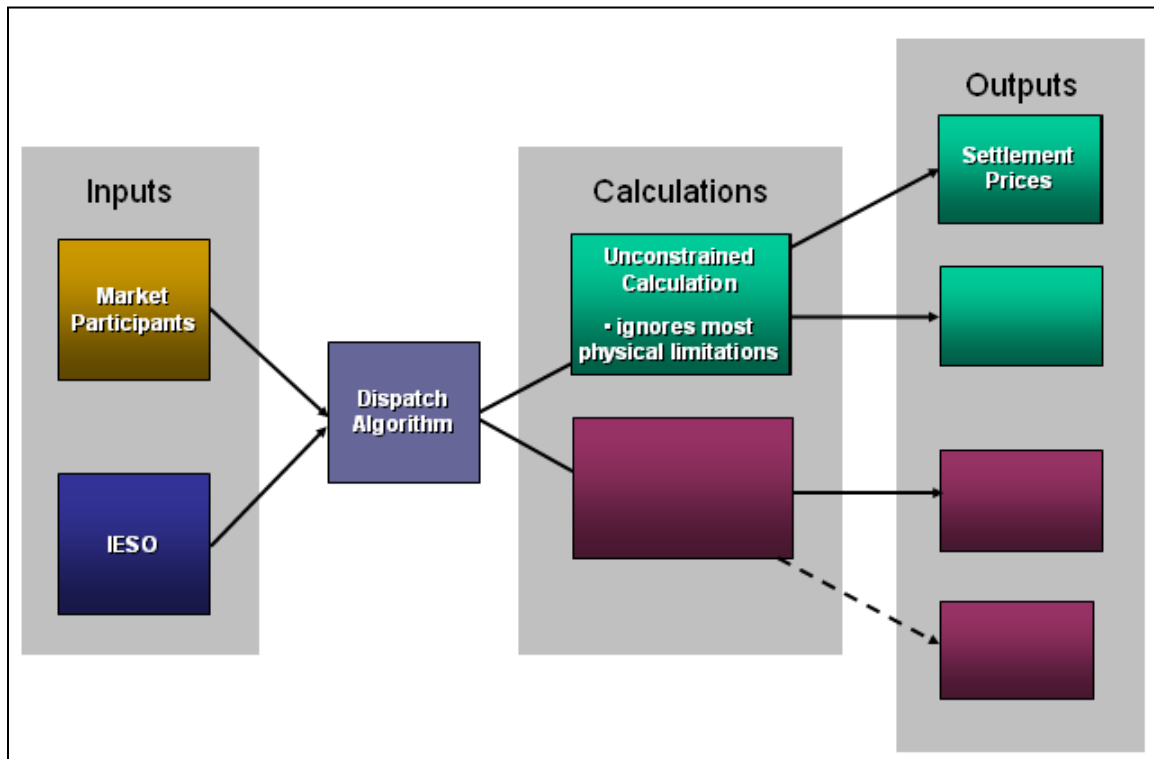 Inputs
Market
Participants
IESO
Dispatch
Algorithm
Calculations
Unconstrained
Calculation
▪ ignores most
physical limitations
Outputs
Settlement
Prices